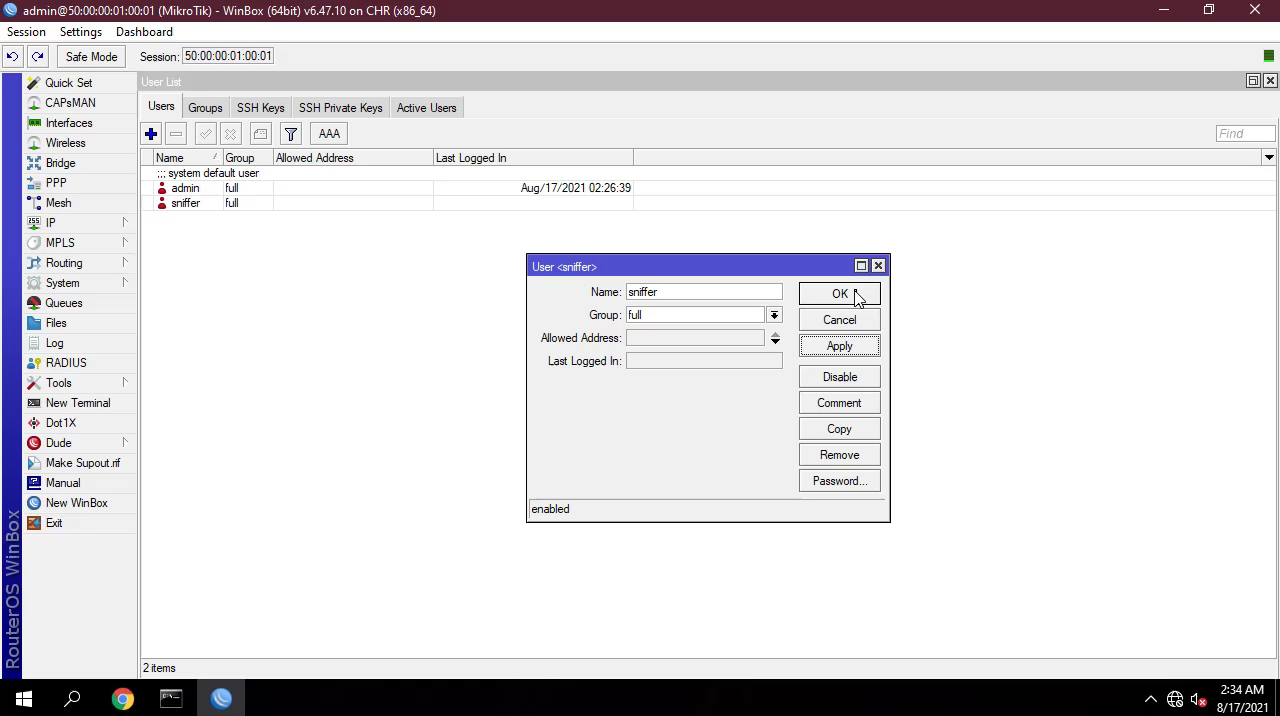 admin@50:00:00:01:00:01 (MikroTik) - WinBox (64bit) v6.47.10 on CHR (x86_64)
Session Settings Dashboard
Safe Mode Session: 50:00:00:01:00:01
Quick Set
CAPsMAN
Interfaces
Wireless
Bridge
PPP
Mesh
IP
MPLS
Routing
System
Queues
Files
Log
RADIUS
Tools
New Terminal
Dot1X
Dude
Make Supout.rif
Manual
New WinBox
Exit
RouterOS WinBox
User List
Users Groups SSH Keys SSH Private Keys Active Users
AAA Find
Name Group Allowed Address Last Logged In
;;; system default user
admin full Aug/17/2021 02:26:39
sniffer full
User <sniffer>
Name: sniffer
Group: full
Allowed Address:
Last Logged In:
OK
Cancel
Apply
Disable
Comment
Copy
Remove
Password...
enabled
2 items
2:34 AM
8/17/2021